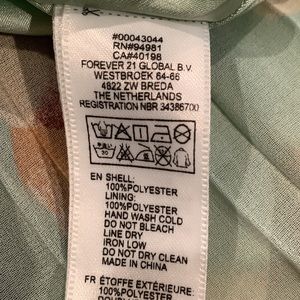 #00043044
RN#94981
CA#40198
FOREVER 21 GLOBAL B.V.
WESTBROEK 64-66
4822 ZW BREDA
THE NETHERLANDS
REGISTRATION NBR 34386700
EN SHELL:
100%POLYESTER
LINING:
100%POLYESTER
HAND WASH COLD
DO NOT BLEACH
LINE DRY
IRON LOW
DO NOT DRY CLEAN
MADE IN CHINA
FR ÉTOFFE EXTÉRIEURE:
100%POLYESTER